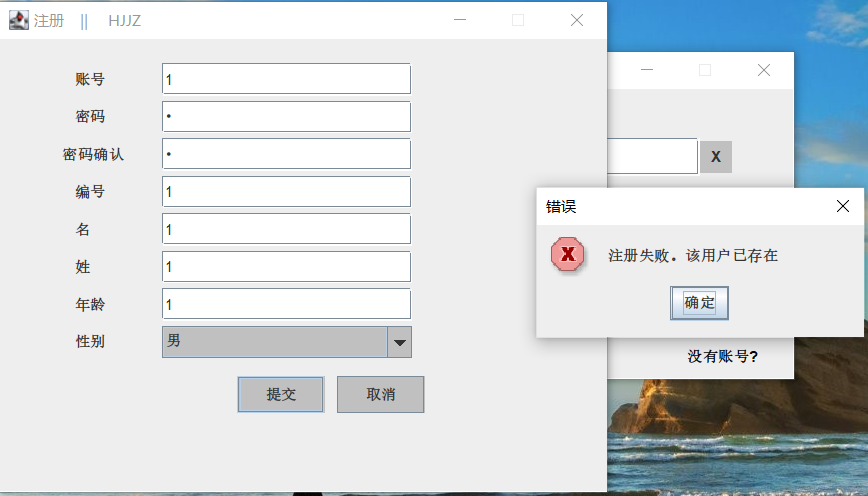 注册 || HJJZ
账号 1
密码 •
密码确认 •
编号 1
名 1
姓 1
年龄 1
性别 男
提交 取消
X
错误
X
注册失败。该用户已存在
确定
没有账号?